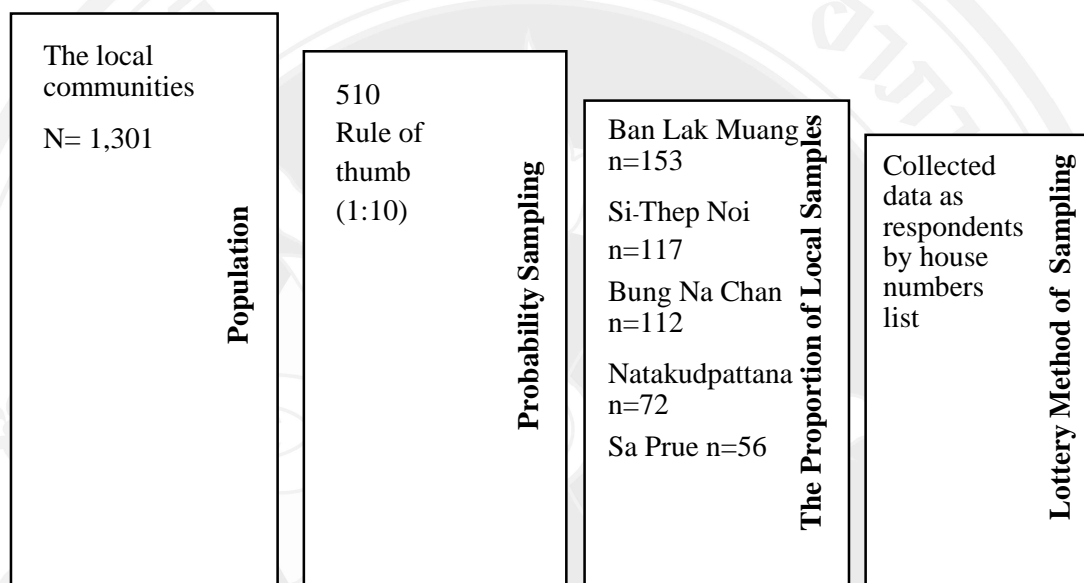 The local
communities
N= 1,301
Population
510
Rule of
thumb
(1:10)
Probability Sampling
Ban Lak Muang
n=153
Si-Thep Noi
n=117
Bung Na Chan
n=112
Natakudpattana
n=72
Sa Prue n=56
The Proportion of Local Samples
Collected
data as
respondents
by house
numbers
list
Lottery Method of Sampling